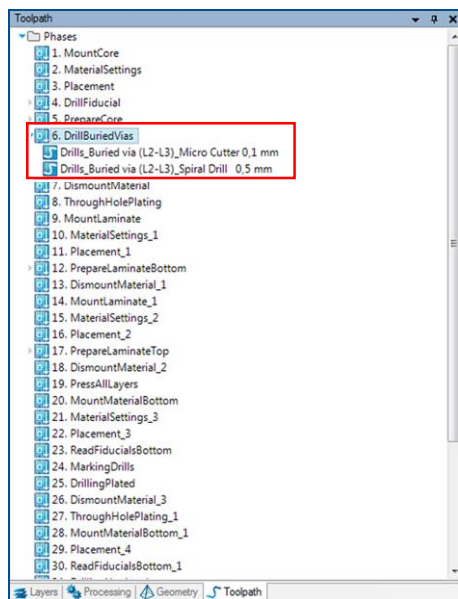 Toolpath
Phases
1. MountCore
2. MaterialSettings
3. Placement
4. DrillFiducial
5. PrepareCore
6. DrillBuriedVias
Drills_Buried via (L2-L3)_Micro Cutter 0,1 mm
Drills_Buried via (L2-L3)_Spiral Drill 0,5 mm
7. DismountMaterial
8. ThroughHolePlating
9. MountLaminate
10. MaterialSettings_1
11. Placement_1
12. PrepareLaminateBottom
13. DismountMaterial_1
14. MountLaminate_1
15. MaterialSettings_2
16. Placement_2
17. PrepareLaminateTop
18. DismountMaterial_2
19. PressAllLayers
20. MountMaterialBottom
21. MaterialSettings_3
22. Placement_3
23. ReadFiducialsBottom
24. MarkingDrills
25. DrillingPlated
26. DismountMaterial_3
27. ThroughHolePlating_1
28. MountMaterialBottom_1
29. Placement_4
30. ReadFiducialsBottom_1
Layers Processing Geometry Toolpath